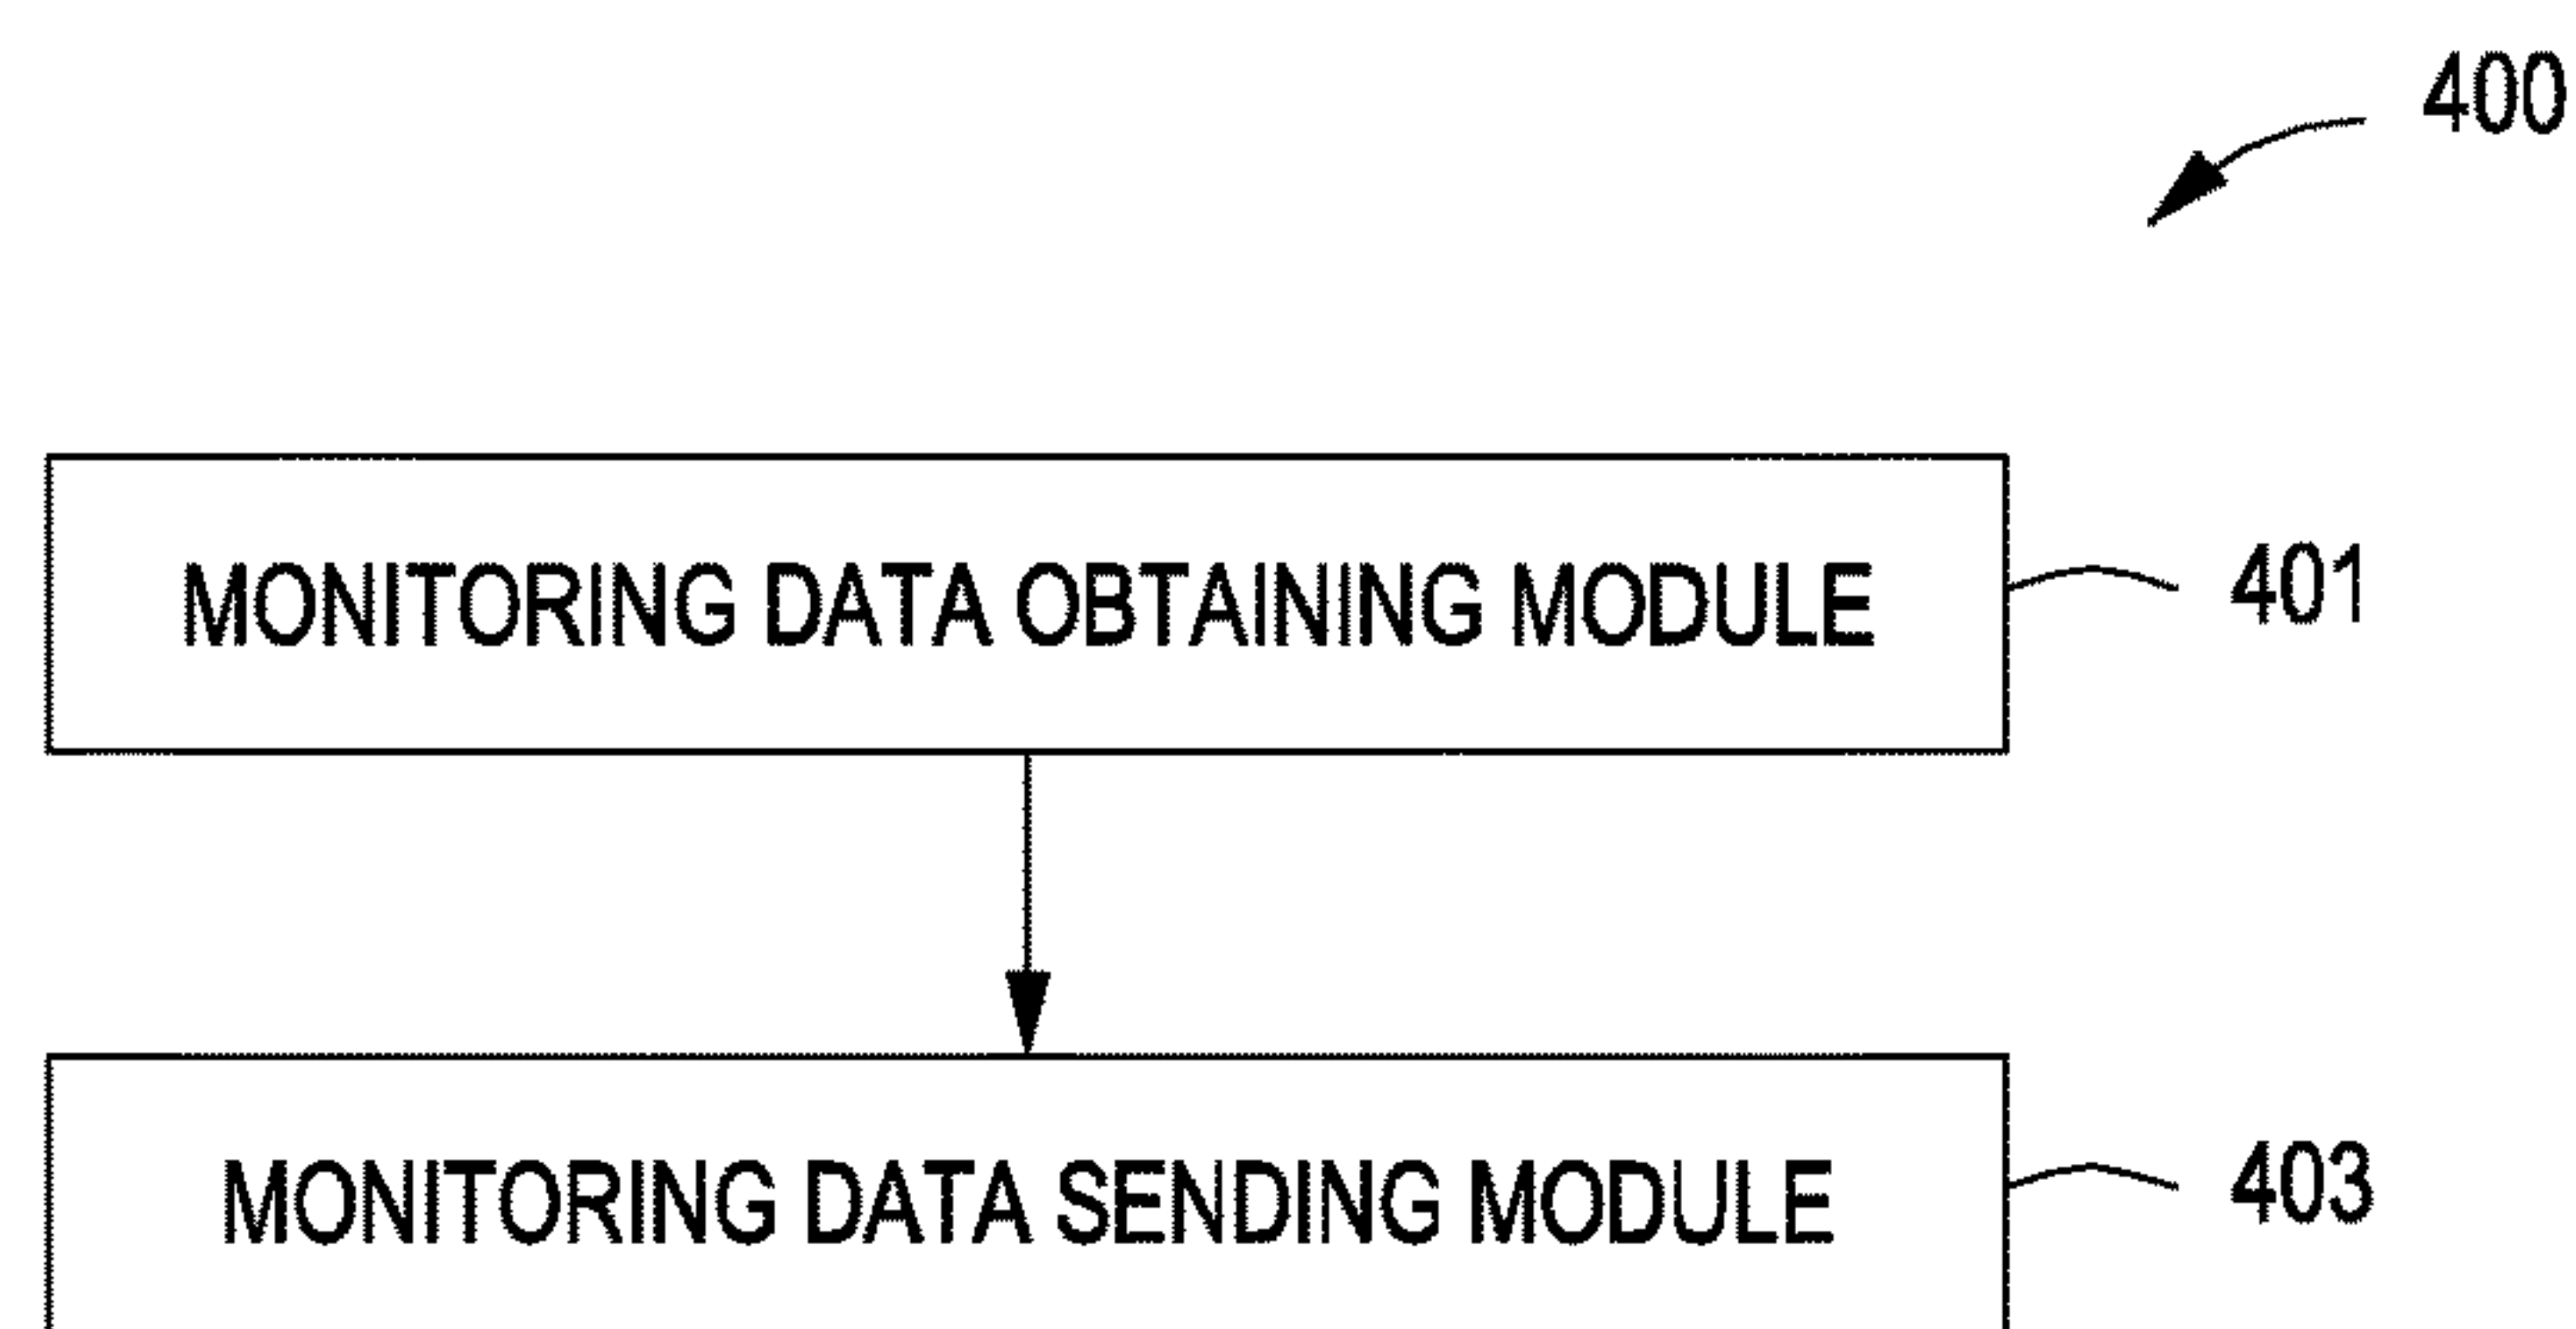 400
MONITORING DATA OBTAINING MODULE
401
MONITORING DATA SENDING MODULE
403